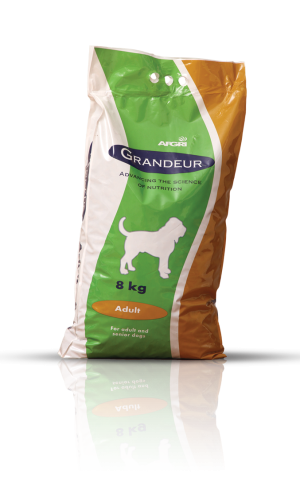 AFGRI
GRANDEUR
ADVANCING THE SCIENCE
OF NUTRITION
8 kg
Adult
For adult and
senior dogs